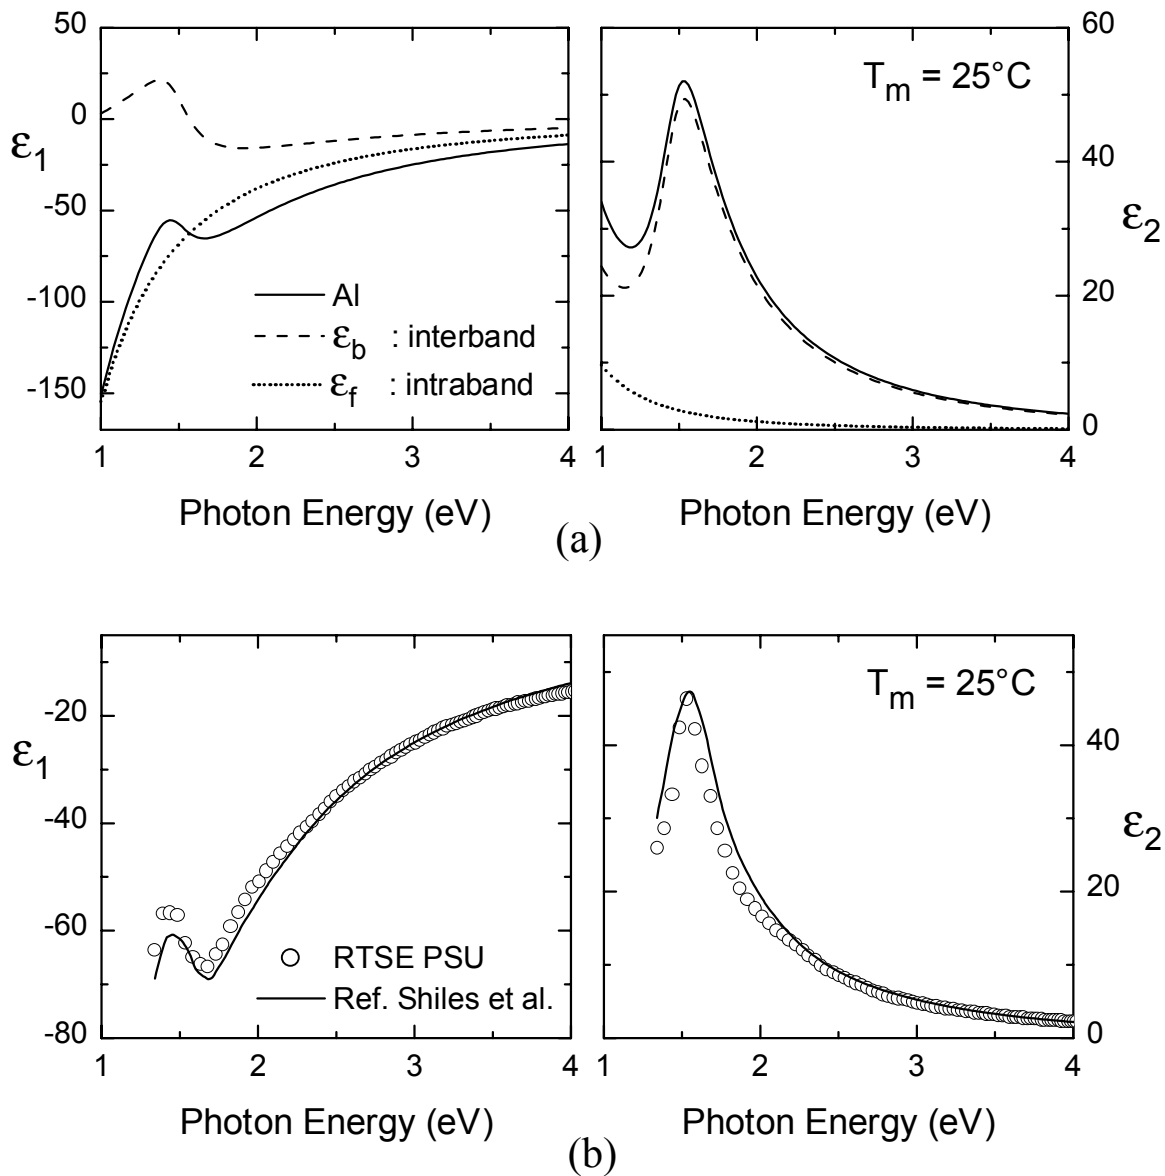 50
0
-50
-100
-150
ε1
Al
εb : interband
εf : intraband
1 2 3 4
Photon Energy (eV)
Tm = 25°C
60
40
20
0
ε2
1 2 3 4
Photon Energy (eV)
(a)
-20
-40
-60
-80
ε1
RTSE PSU
Ref. Shiles et al.
1 2 3 4
Photon Energy (eV)
Tm = 25°C
40
20
0
ε2
1 2 3 4
Photon Energy (eV)
(b)